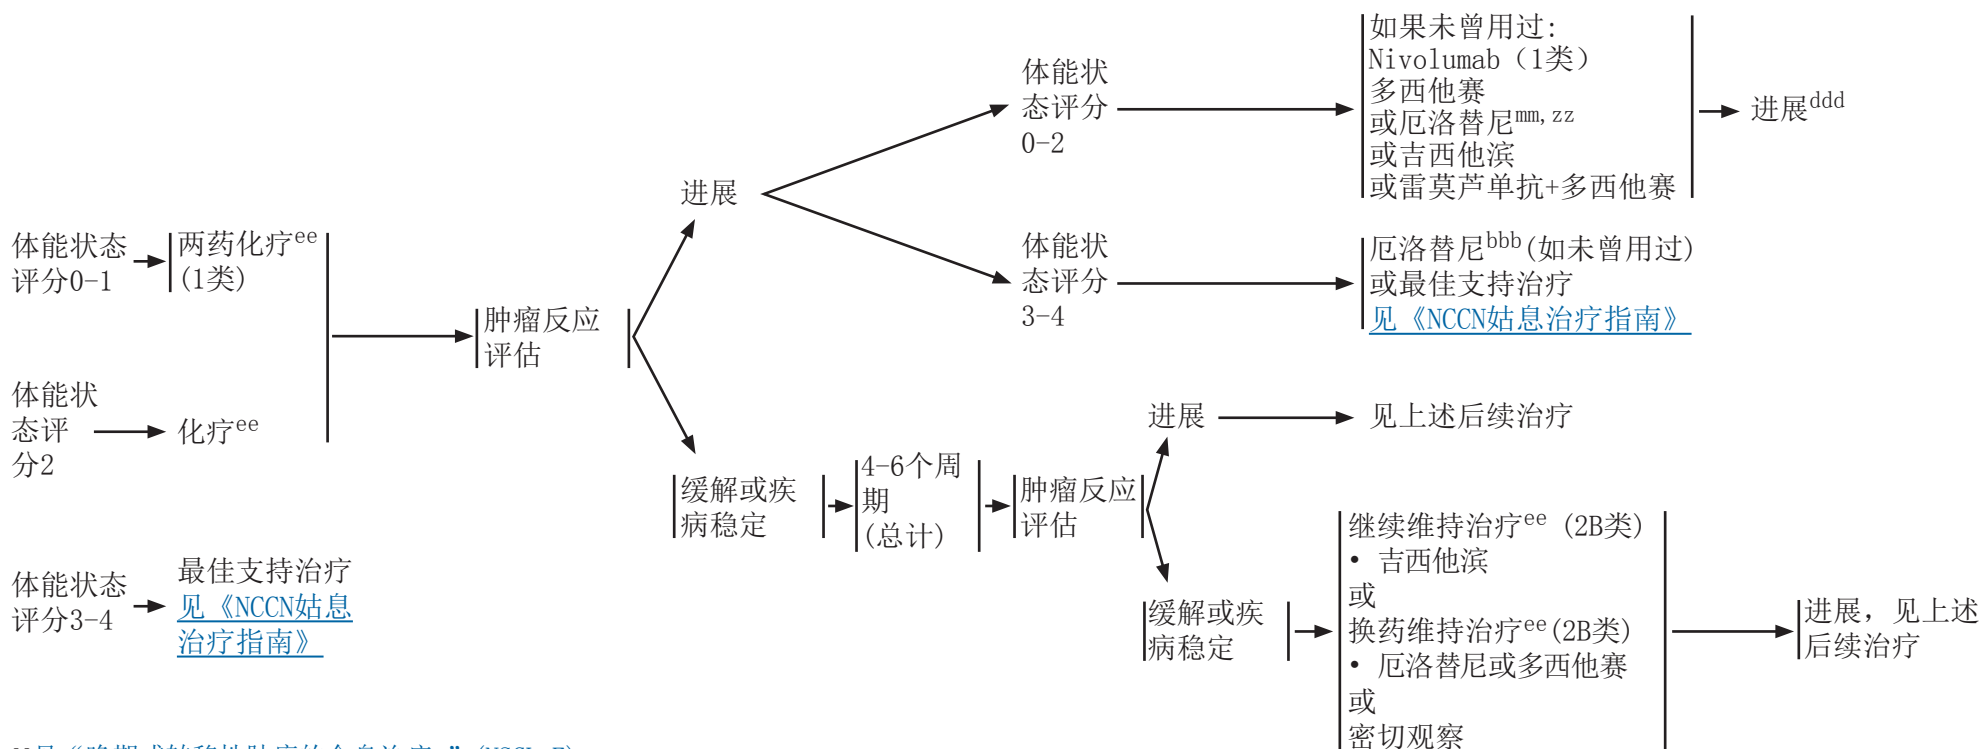 体能状态
评分0-1
两药化疗ee
(1类)
体能状
态评
分2
化疗ee
体能状态
评分3-4
最佳支持治疗
见《NCCN姑息
治疗指南》
肿瘤反应
评估
进展
体能状
态评分
0-2
如果未曾用过:
Nivolumab（1类）
多西他赛
或厄洛替尼mm,zz
或吉西他滨
或雷莫芦单抗+多西他赛
进展ddd
体能状
态评分
3-4
厄洛替尼bbb(如未曾用过)
或最佳支持治疗
见《NCCN姑息治疗指南》
缓解或疾
病稳定
4-6个周
期
(总计)
肿瘤反应
评估
进展
见上述后续治疗
缓解或疾
病稳定
继续维持治疗ee (2B类)
• 吉西他滨
或
换药维持治疗ee(2B类)
• 厄洛替尼或多西他赛
或
密切观察
进展，见上述
后续治疗